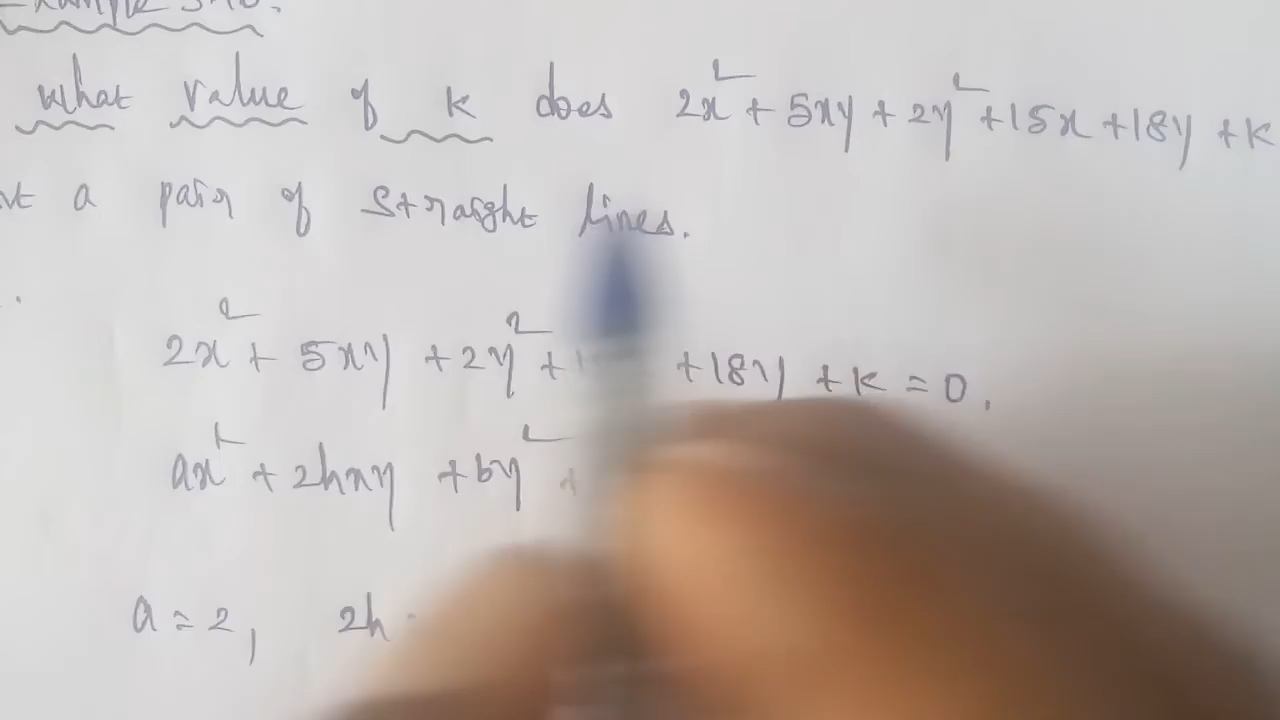 what value of k does 2x² + 5xy + 2y² + 15x + 18y + k
a pair of straight lines.
2x² + 5xy + 2y² + + 18y + k = 0.
ax² + 2hxy + by² +
a = 2, 2h